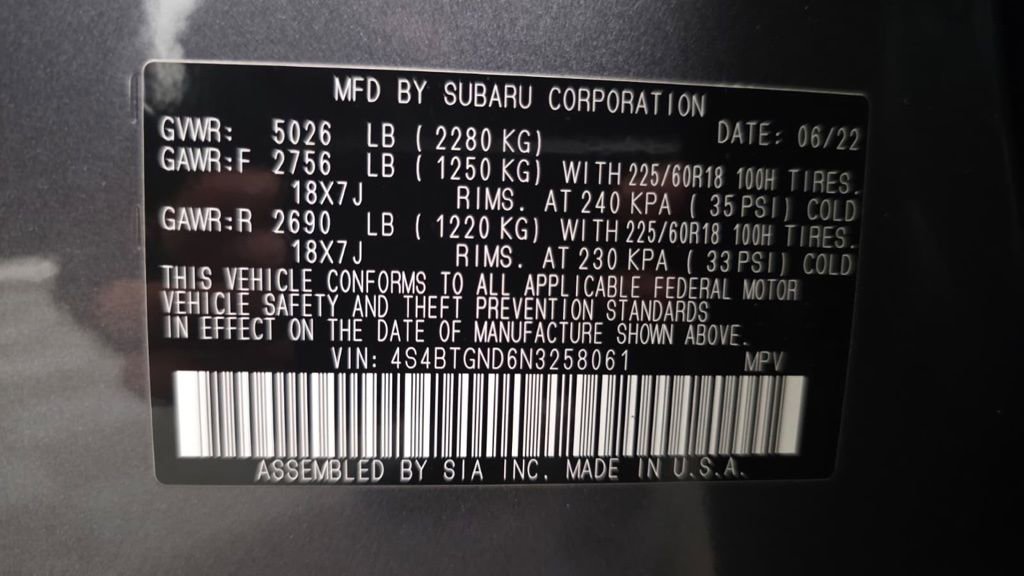 MFD BY SUBARU CORPORATION
GVWR: 5026 LB ( 2280 KG) DATE: 06/22
GAWR:F 2756 LB ( 1250 KG) WITH 225/60R18 100H TIRES.
18X7J RIMS. AT 240 KPA ( 35 PSI) COLD
GAWR:R 2690 LB ( 1220 KG) WITH 225/60R18 100H TIRES.
18X7J RIMS. AT 230 KPA ( 33 PSI) COLD
THIS VEHICLE CONFORMS TO ALL APPLICABLE FEDERAL MOTOR
VEHICLE SAFETY AND THEFT PREVENTION STANDARDS
IN EFFECT ON THE DATE OF MANUFACTURE SHOWN ABOVE.
VIN: 4S4BTGND6N3258061 MPV
ASSEMBLED BY SIA INC. MADE IN U.S.A.